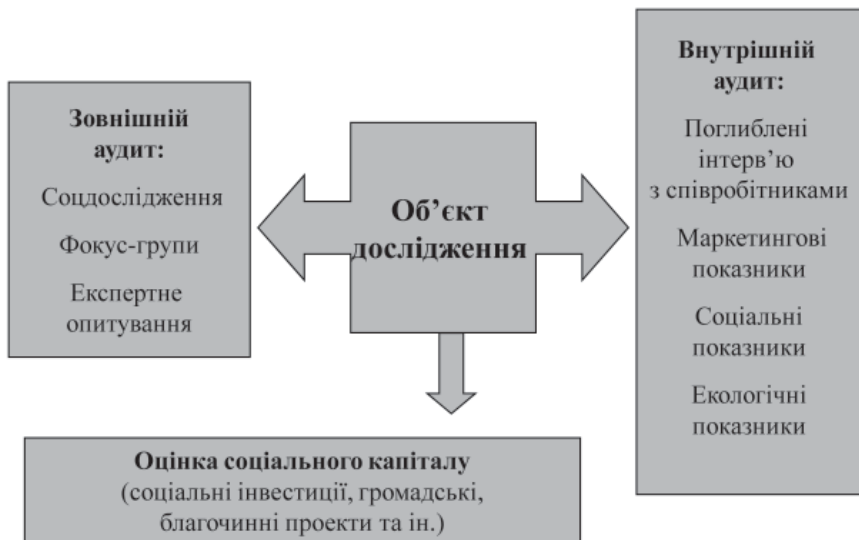 Зовнішній
аудит:
Соцдослідження
Фокус-групи
Експертне
опитування
Об’єкт
дослідження
Внутрішній
аудит:
Поглиблені
інтерв’ю
з співробітниками
Маркетингові
показники
Соціальні
показники
Екологічні
показники
Оцінка соціального капіталу
(соціальні інвестиції, громадські,
благочинні проекти та ін.)